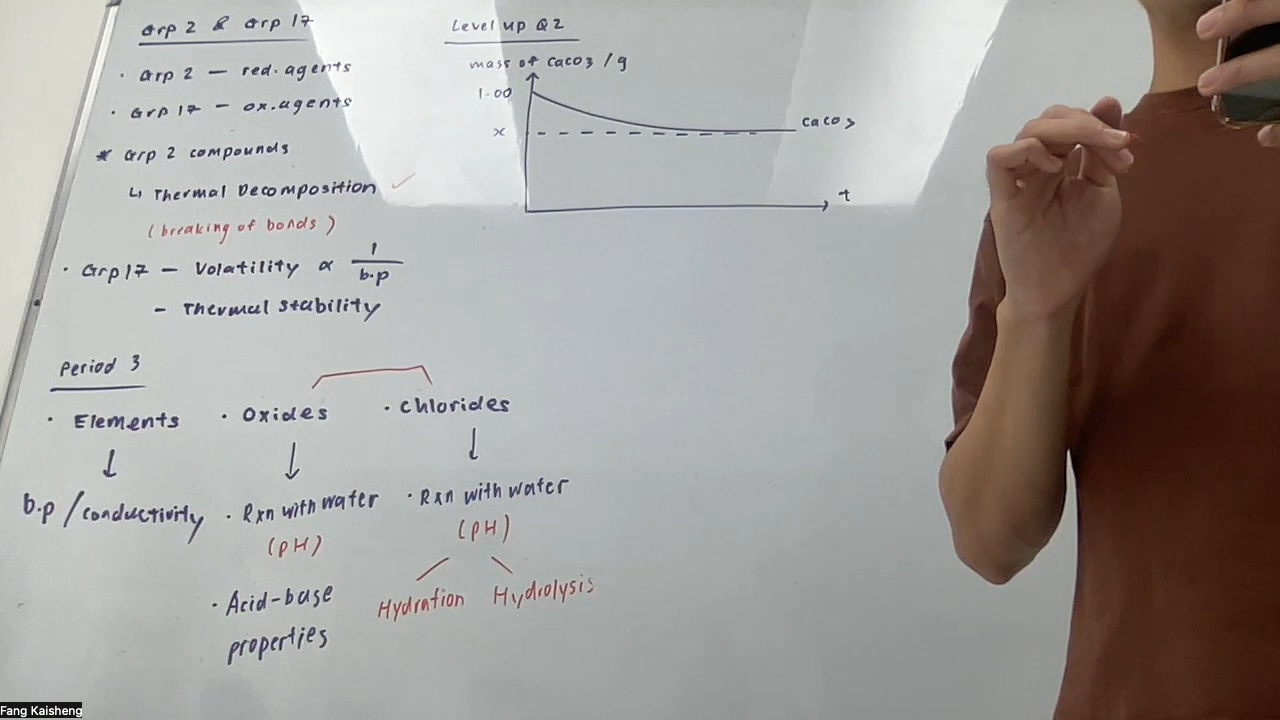 Grp 2 & Grp 17
· Grp 2 — red. agents
· Grp 17 — ox. agents
* Grp 2 compounds
↳ Thermal Decomposition ✓
(breaking of bonds)
· Grp 17 — Volatility ∝ 1/b.p
— Thermal stability
Level up Q2
mass of CaCO3 / g
1.00
x
CaCO3
t
Period 3
· Elements · Oxides · Chlorides
↓ ↓ ↓
b.p / conductivity · Rxn with water · Rxn with water
(pH) (pH)
· Acid-base Hydration Hydrolysis
properties
Fang Kaisheng